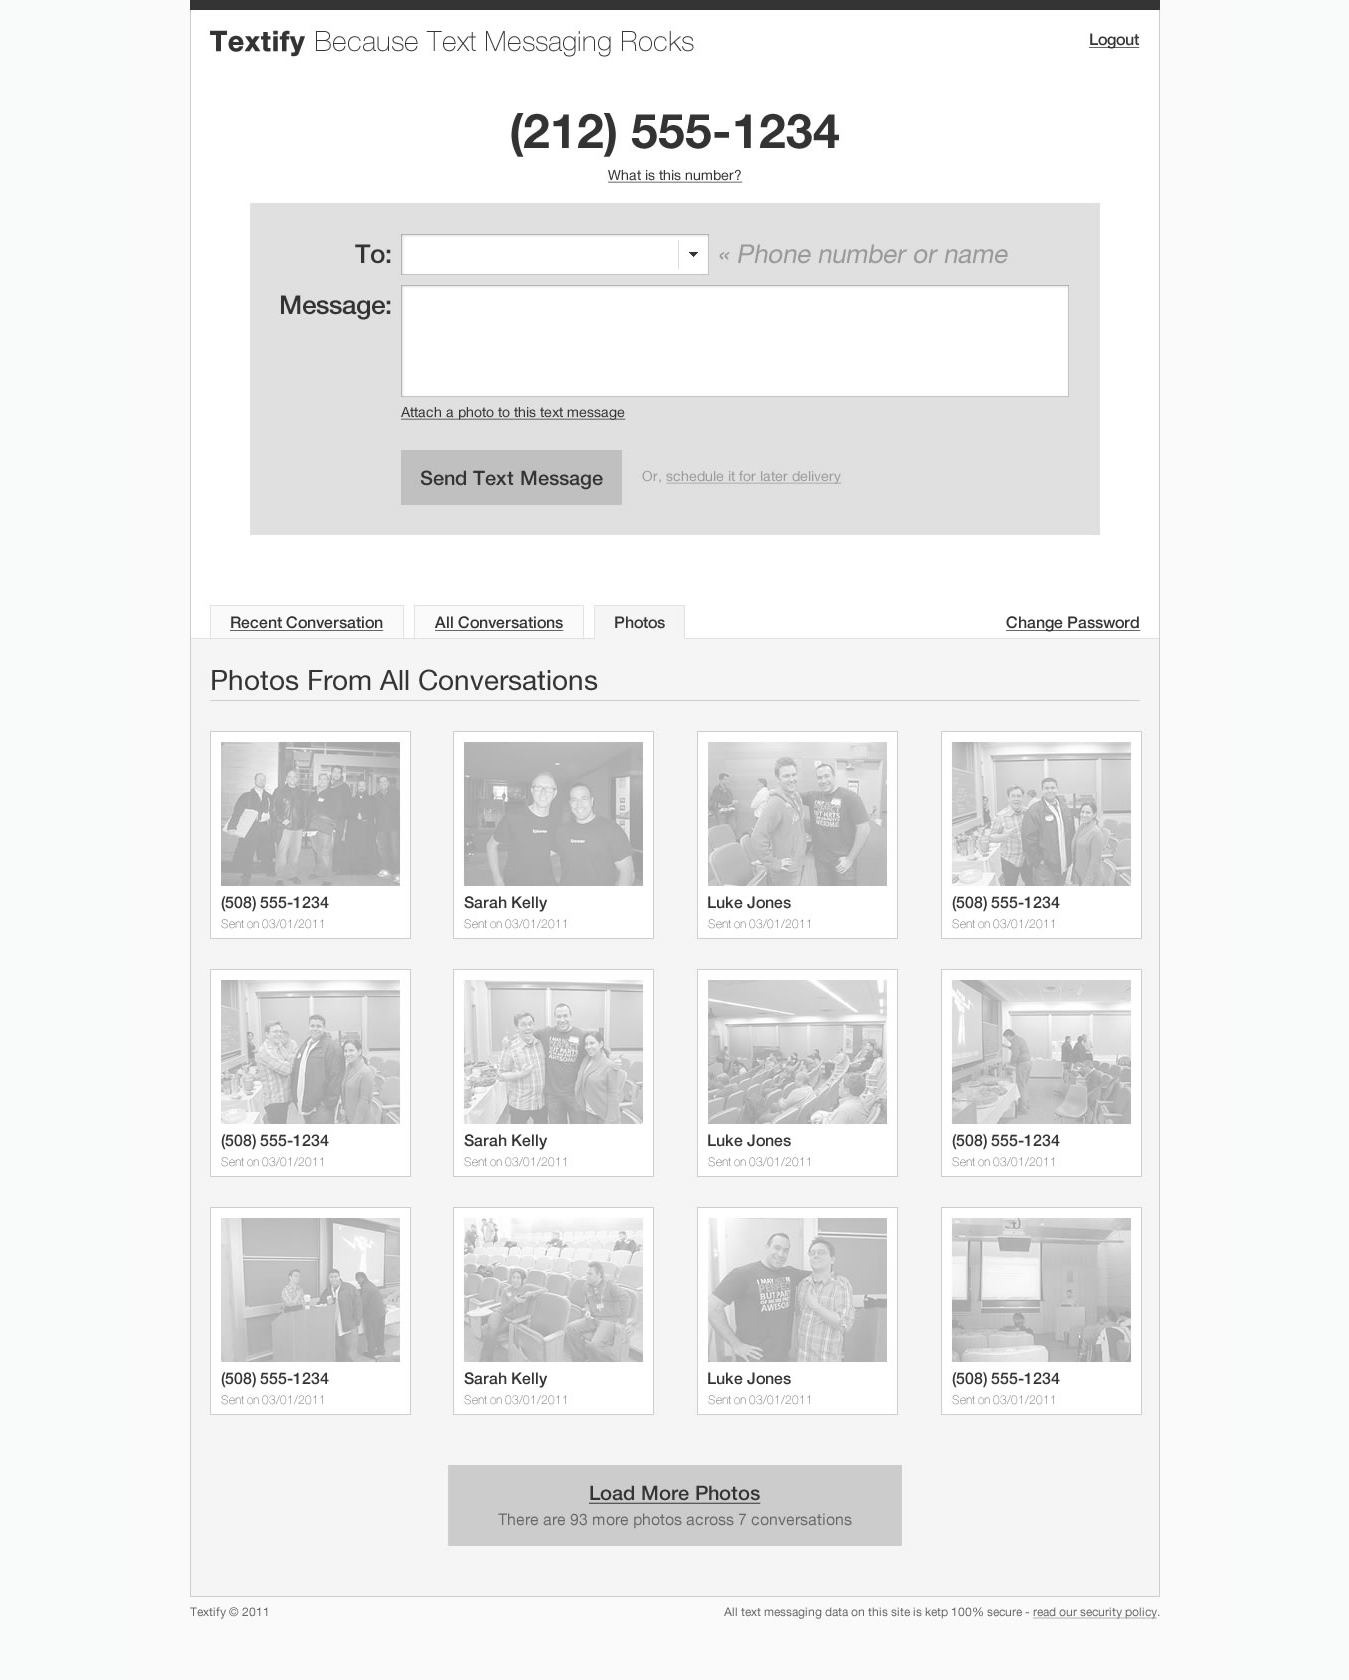 Textify Because Text Messaging Rocks
Logout
(212) 555-1234
What is this number?
To:
« Phone number or name
Message:
Attach a photo to this text message
Send Text Message
Or, schedule it for later delivery
Recent Conversation
All Conversations
Photos
Change Password
Photos From All Conversations
(508) 555-1234
Sent on 03/01/2011
Sarah Kelly
Sent on 03/01/2011
Luke Jones
Sent on 03/01/2011
(508) 555-1234
Sent on 03/01/2011
(508) 555-1234
Sent on 03/01/2011
Sarah Kelly
Sent on 03/01/2011
Luke Jones
Sent on 03/01/2011
(508) 555-1234
Sent on 03/01/2011
(508) 555-1234
Sent on 03/01/2011
Sarah Kelly
Sent on 03/01/2011
I MAY
PERFECT
BUT PART
AWESOM
Luke Jones
Sent on 03/01/2011
(508) 555-1234
Sent on 03/01/2011
Load More Photos
There are 93 more photos across 7 conversations
Textify © 2011
All text messaging data on this site is ketp 100% secure - read our security policy.